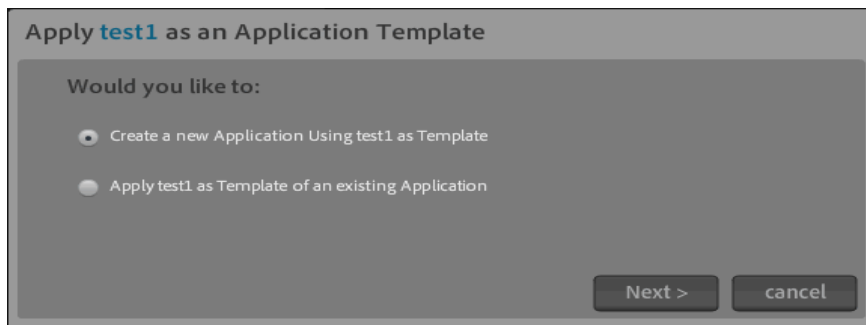 Apply test1 as an Application Template
Would you like to:
Create a new Application Using test1 as Template
Apply test1 as Template of an existing Application
Next > cancel